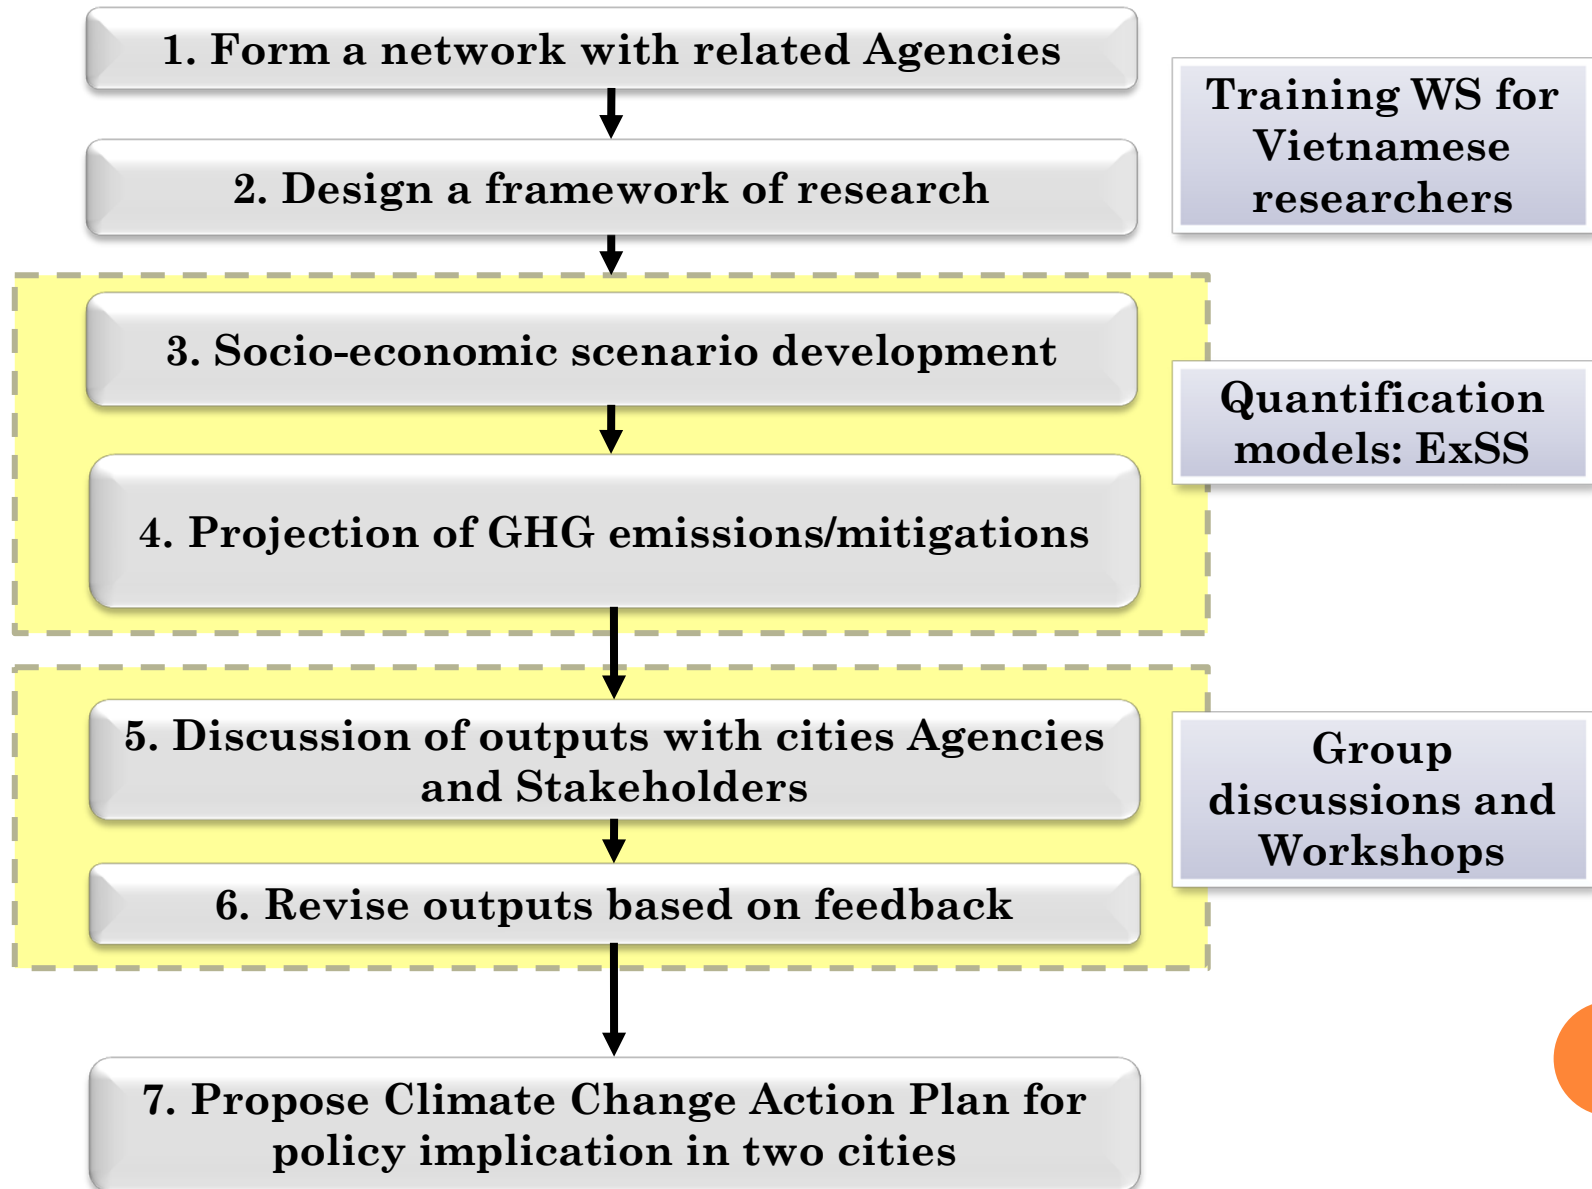 1. Form a network with related Agencies
Training WS for
Vietnamese
researchers
2. Design a framework of research
3. Socio-economic scenario development
Quantification
models: ExSS
4. Projection of GHG emissions/mitigations
5. Discussion of outputs with cities Agencies
and Stakeholders
Group
discussions and
Workshops
6. Revise outputs based on feedback
7. Propose Climate Change Action Plan for
policy implication in two cities